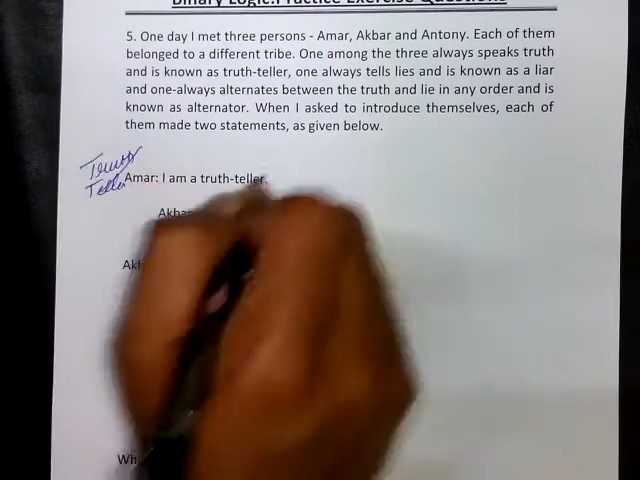 Binary Logic:Practice Exercise Questions
5. One day I met three persons - Amar, Akbar and Antony. Each of them
belonged to a different tribe. One among the three always speaks truth
and is known as truth-teller, one always tells lies and is known as a liar
and one-always alternates between the truth and lie in any order and is
known as alternator. When I asked to introduce themselves, each of
them made two statements, as given below.
Truth
Teller
Amar: I am a truth-teller.